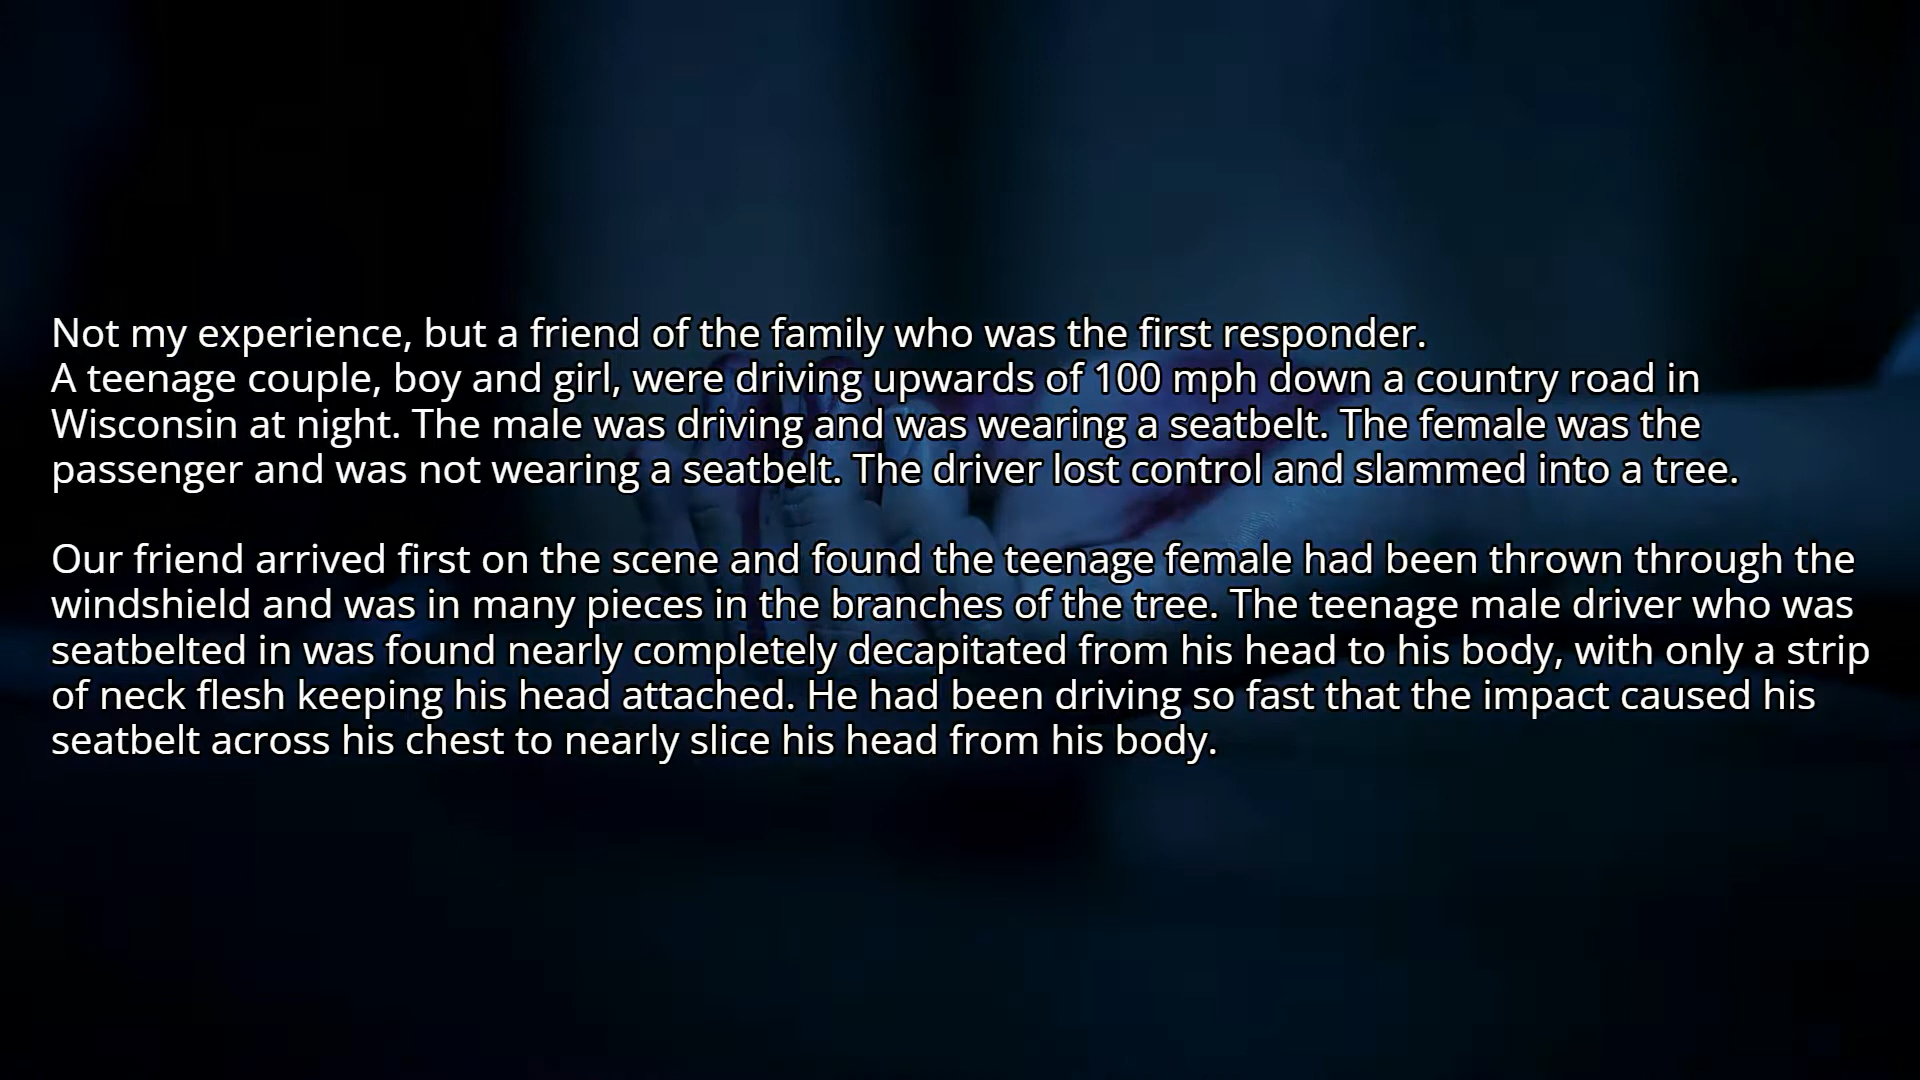 Not my experience, but a friend of the family who was the first responder.
A teenage couple, boy and girl, were driving upwards of 100 mph down a country road in
Wisconsin at night. The male was driving and was wearing a seatbelt. The female was the
passenger and was not wearing a seatbelt. The driver lost control and slammed into a tree.
Our friend arrived first on the scene and found the teenage female had been thrown through the
windshield and was in many pieces in the branches of the tree. The teenage male driver who was
seatbelted in was found nearly completely decapitated from his head to his body, with only a strip
of neck flesh keeping his head attached. He had been driving so fast that the impact caused his
seatbelt across his chest to nearly slice his head from his body.